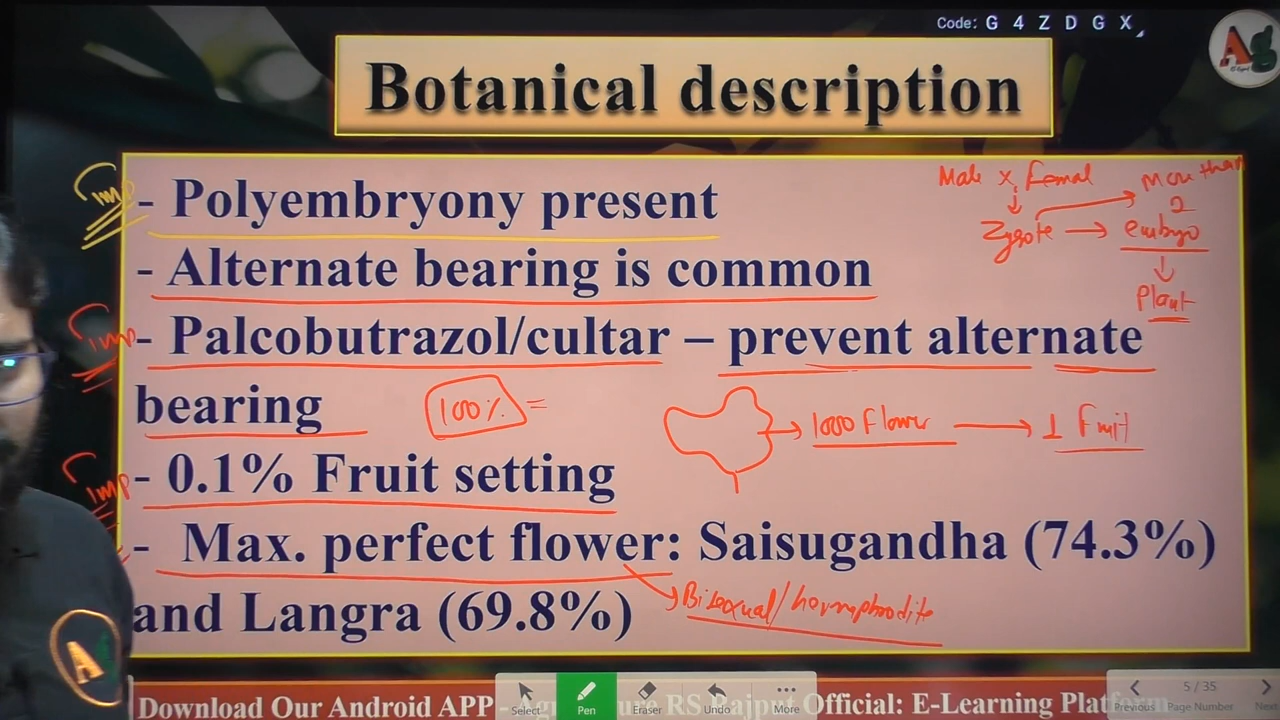 Code: G 4 Z D G X
Ag
Botanical description
Imp
- Polyembryony present
Male x Femal
Zygote → embryo
More than
2
Plant
- Alternate bearing is common
Imp
- Palcobutrazol/cultar – prevent alternate
bearing
100% =
→ 1000 Flower → 1 Fruit
Imp
- 0.1% Fruit setting
- Max. perfect flower: Saisugandha (74.3%)
and Langra (69.8%)
Bisexual/hermaphrodite
Download Our Android APP - RS Official: E-Learning
Select
Pen
Eraser
Undo
More
Previous
5 / 35
Page Number
Next